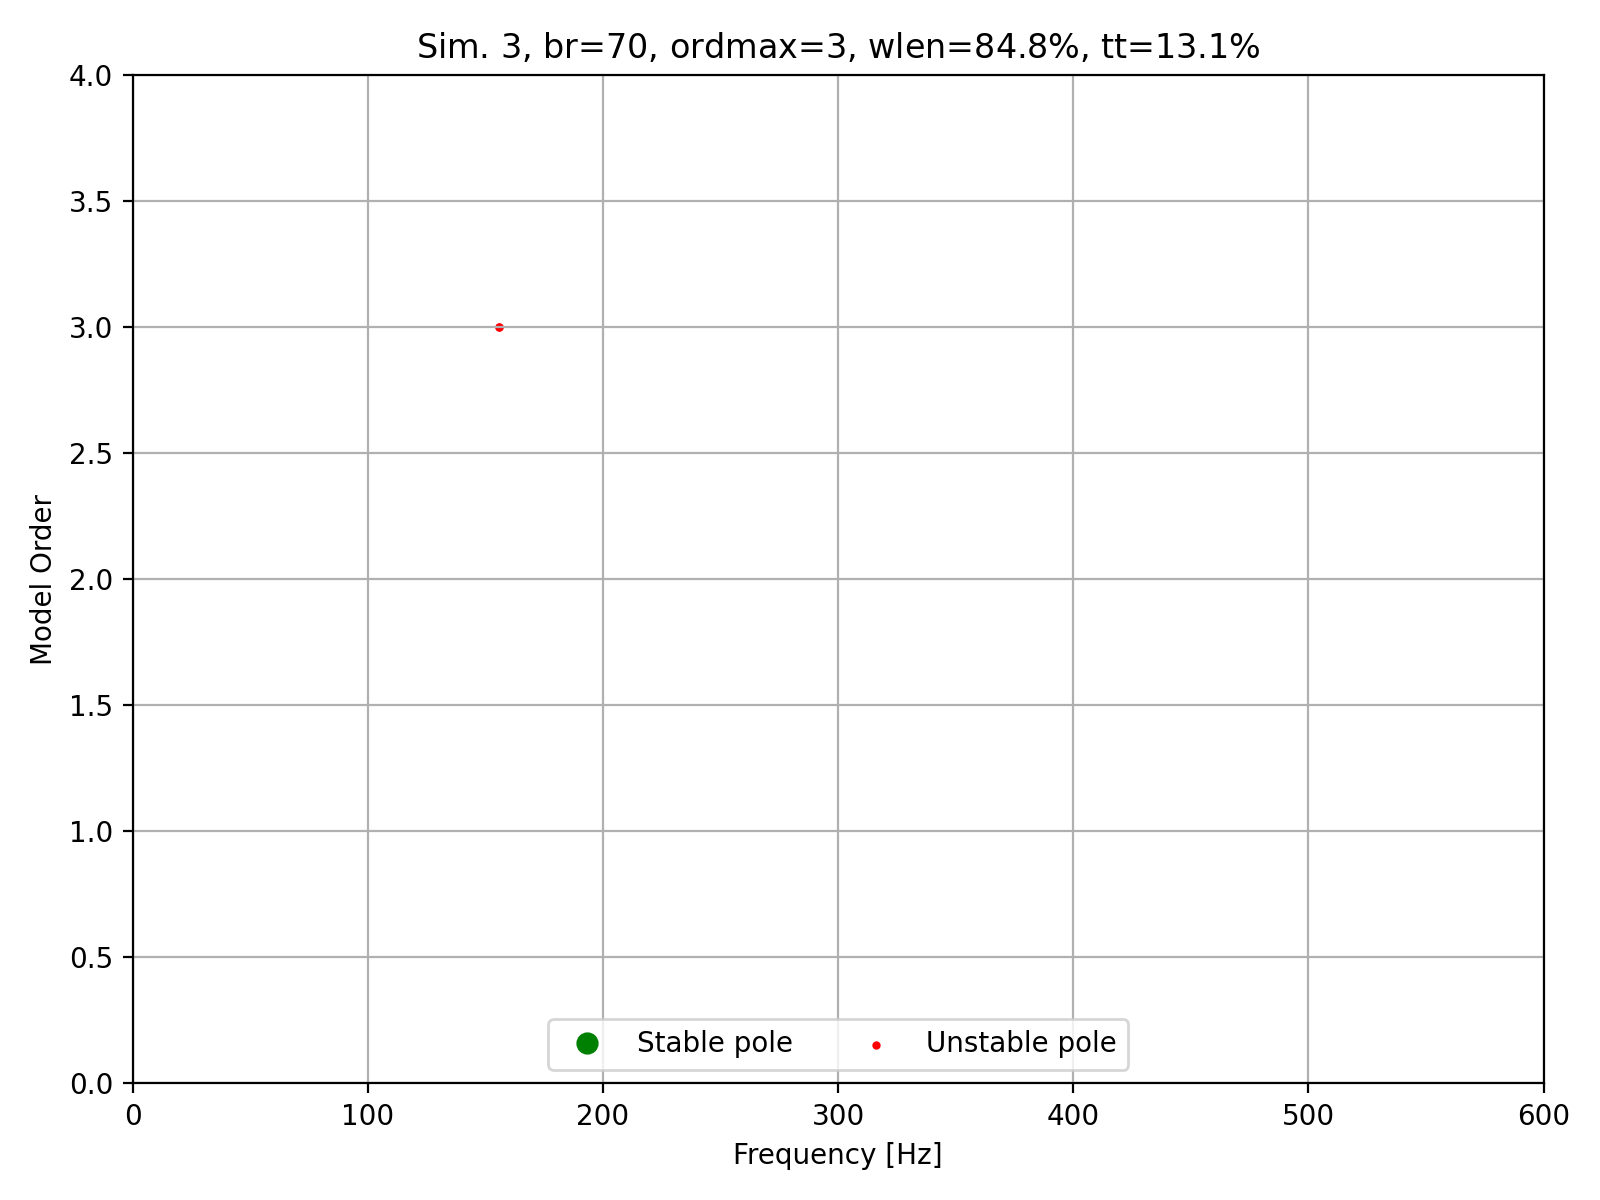 Sim. 3, br=70, ordmax=3, wlen=84.8%, tt=13.1%
4.0
3.5
3.0
2.5
2.0
1.5
1.0
0.5
0.0
Model Order
Stable pole Unstable pole
0 100 200 300 400 500 600
Frequency [Hz]